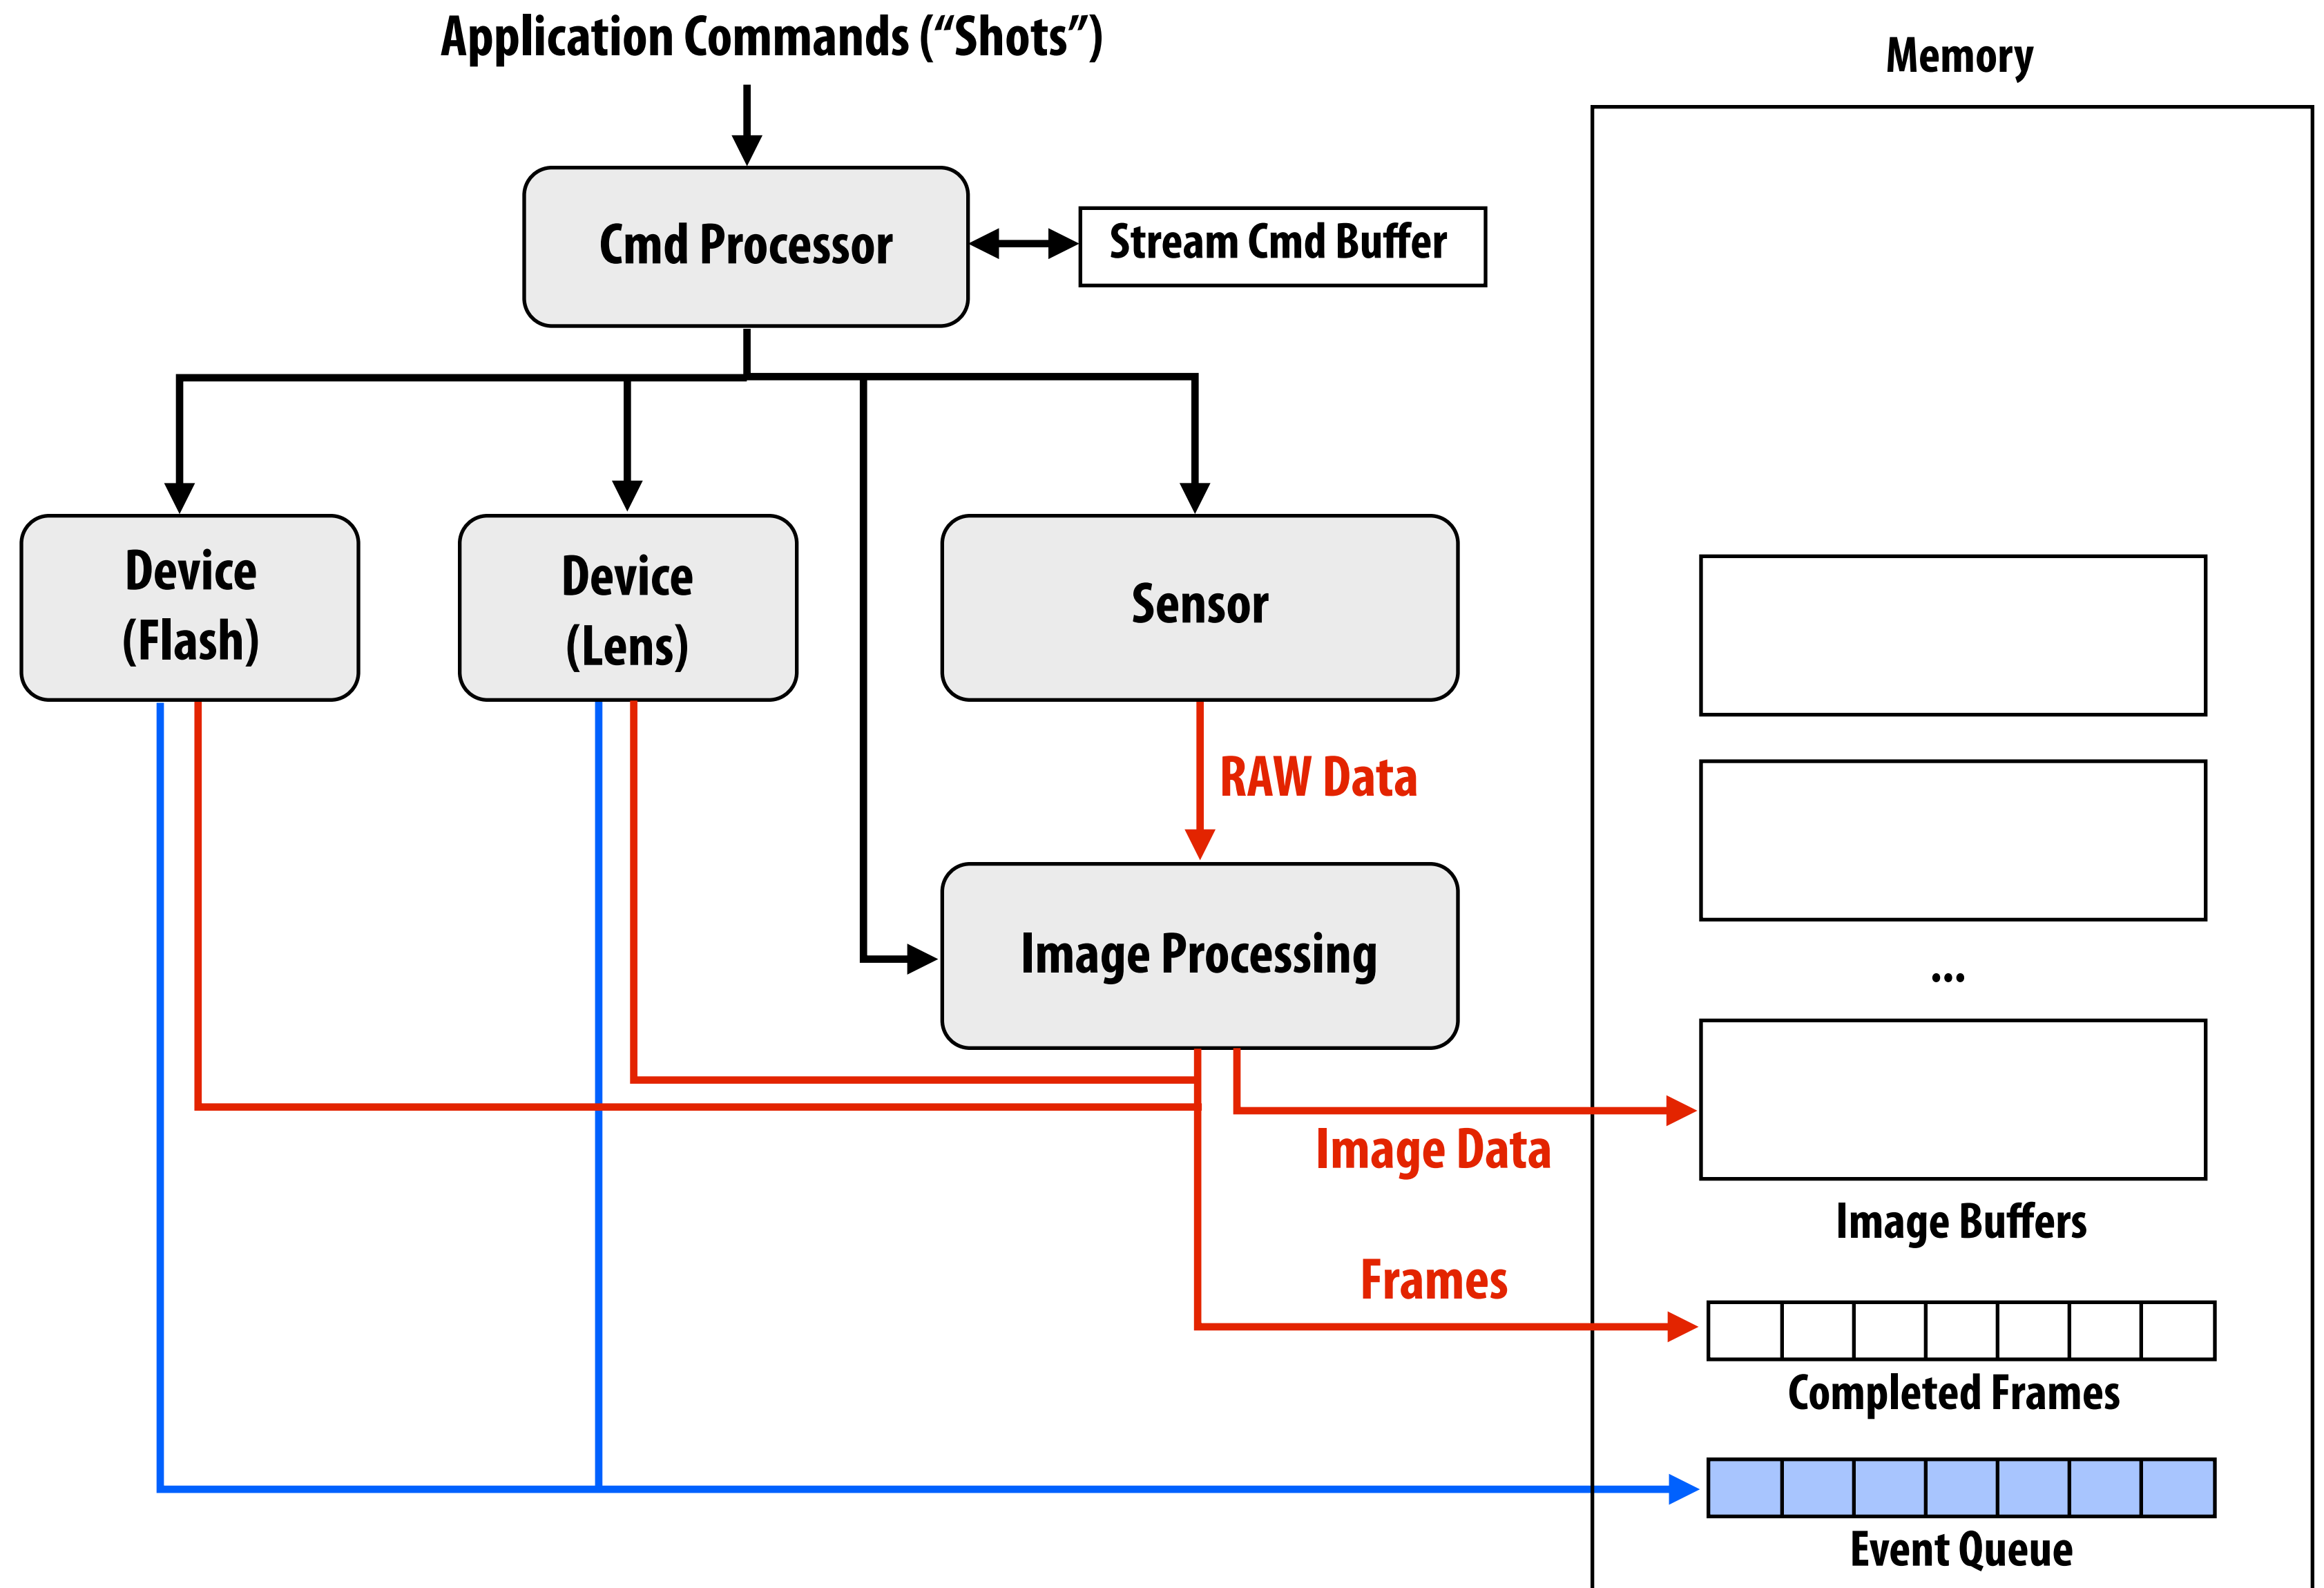 Application Commands (“Shots”)
Memory
Cmd Processor
Stream Cmd Buffer
Device
(Flash)
Device
(Lens)
Sensor
RAW Data
Image Processing
...
Image Data
Image Buffers
Frames
Completed Frames
Event Queue